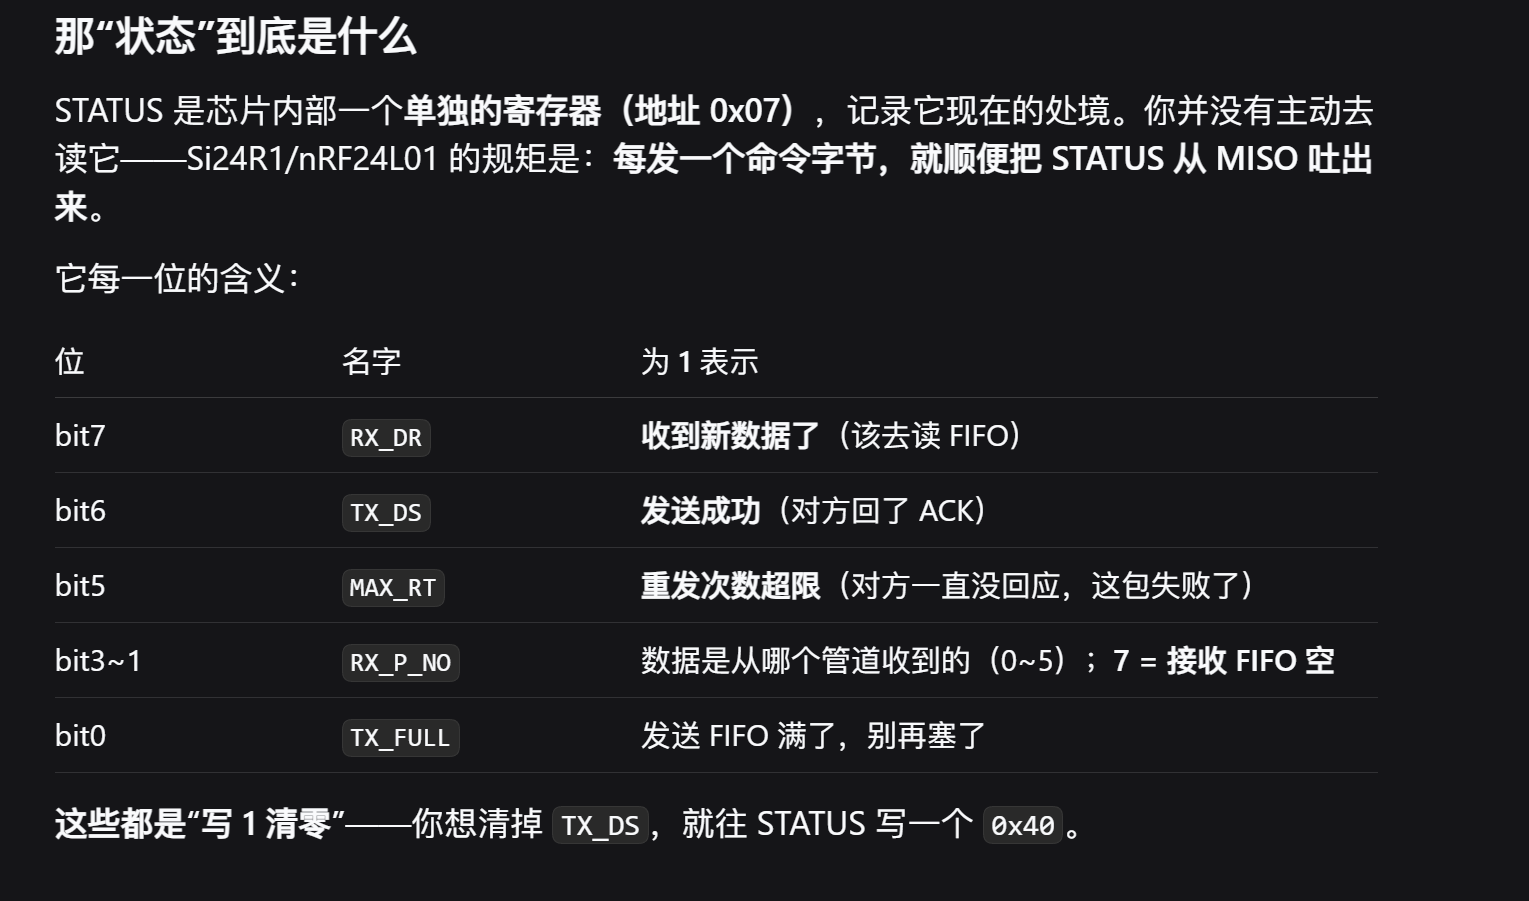 那“状态”到底是什么
STATUS 是芯片内部一个单独的寄存器（地址 0x07），记录它现在的处境。你并没有主动去
读它——Si24R1/nRF24L01 的规矩是：每发一个命令字节，就顺便把 STATUS 从 MISO 吐出
来。
它每一位的含义：
位 名字 为 1 表示
bit7 RX_DR 收到新数据了（该去读 FIFO）
bit6 TX_DS 发送成功（对方回了 ACK）
bit5 MAX_RT 重发次数超限（对方一直没回应，这包失败了）
bit3~1 RX_P_NO 数据是从哪个管道收到的（0~5）；7 = 接收 FIFO 空
bit0 TX_FULL 发送 FIFO 满了，别再塞了
这些都是“写 1 清零”——你想清掉 TX_DS，就往 STATUS 写一个 0x40。